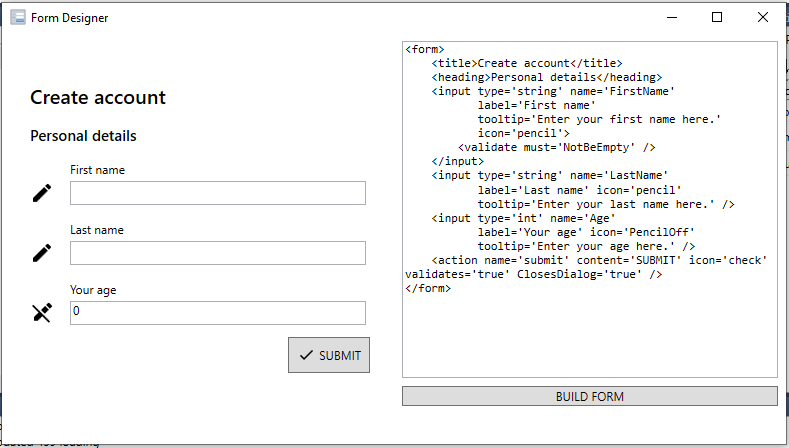 Form Designer
Create account
Personal details
First name
Last name
Your age
0
SUBMIT
<form>
    <title>Create account</title>
    <heading>Personal details</heading>
    <input type='string' name='FirstName'
           label='First name'
           tooltip='Enter your first name here.'
           icon='pencil'>
        <validate must='NotBeEmpty' />
    </input>
    <input type='string' name='LastName'
           label='Last name' icon='pencil'
           tooltip='Enter your last name here.' />
    <input type='int' name='Age'
           label='Your age' icon='PencilOff'
           tooltip='Enter your age here.' />
    <action name='submit' content='SUBMIT' icon='check'
validates='true' ClosesDialog='true' />
</form>
BUILD FORM